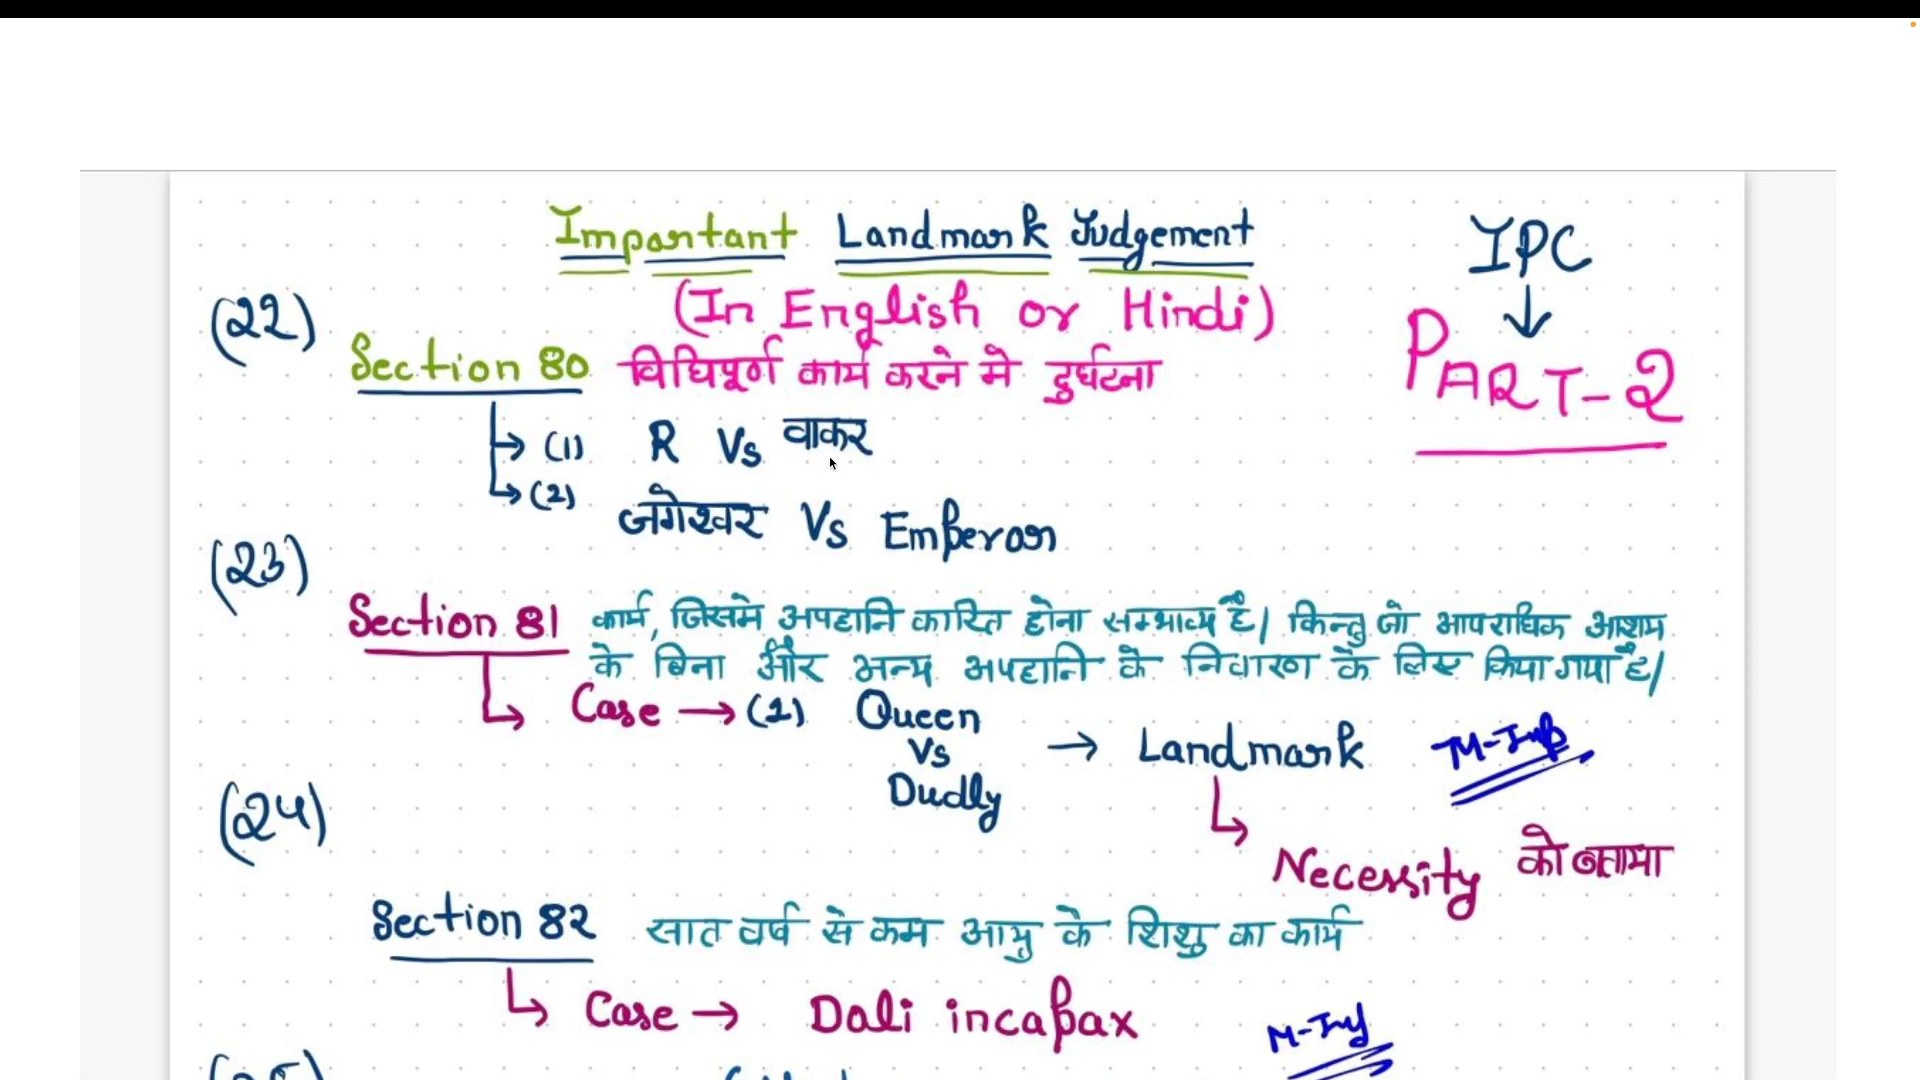 Important Landmark Judgement
IPC
(In English or Hindi)
PART-2
(22)
Section 80 विधिपूर्ण कार्य करने मे दुर्घटना
(1) R Vs वाकर
(2) जगेश्वर Vs Emperor
(23)
Section 81 कार्य, जिसमे अपहानि कारित होना सम्भाव्य है। किन्तु जो आपराधिक आशय
के बिना और अन्य अपहानि के निवारण के लिए किया गया है।
Case → (1) Queen
Vs → Landmark M-Imp
Dudly
(24)
Necessity को बताया
Section 82 सात वर्ष से कम आयु के शिशु का कार्य
Case → Doli incapax
M-Imp